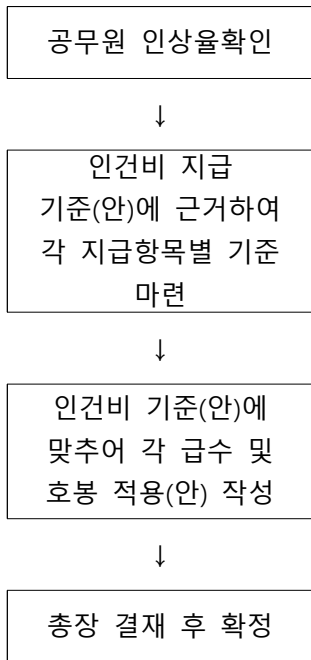 공무원 인상율확인
↓
인건비 지급
기준(안)에 근거하여
각 지급항목별 기준
마련
↓
인건비 기준(안)에
맞추어 각 급수 및
호봉 적용(안) 작성
↓
총장 결재 후 확정